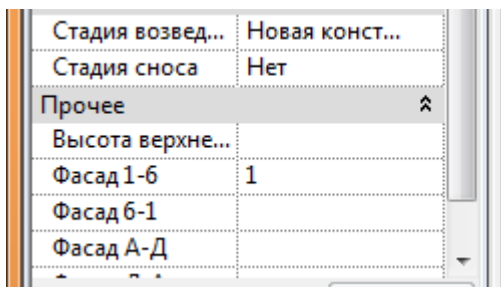 Стадия возвед... Новая конст...
Стадия сноса Нет
Прочее
Высота верхне...
Фасад 1-6 1
Фасад 6-1
Фасад А-Д